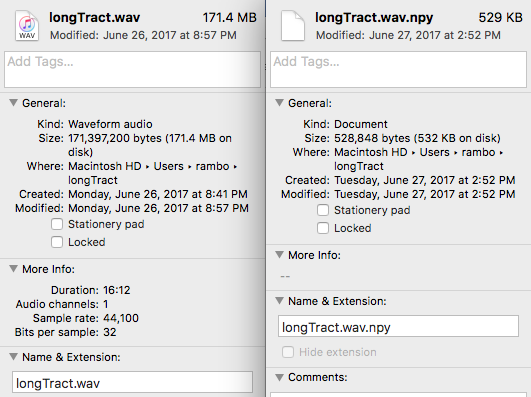 longTract.wav 171.4 MB
Modified: June 26, 2017 at 8:57 PM
WAV
Add Tags...
▼ General:
Kind: Waveform audio
Size: 171,397,200 bytes (171.4 MB on
disk)
Where: Macintosh HD ▸ Users ▸ rambo ▸
longTract
Created: Monday, June 26, 2017 at 8:41 PM
Modified: Monday, June 26, 2017 at 8:57 PM
Stationery pad
Locked
▼ More Info:
Duration: 16:12
Audio channels: 1
Sample rate: 44,100
Bits per sample: 32
▼ Name & Extension:
longTract.wav
longTract.wav.npy 529 KB
Modified: June 27, 2017 at 2:52 PM
Add Tags...
▼ General:
Kind: Document
Size: 528,848 bytes (532 KB on disk)
Where: Macintosh HD ▸ Users ▸ rambo ▸
longTract
Created: Tuesday, June 27, 2017 at 2:52 PM
Modified: Tuesday, June 27, 2017 at 2:52 PM
Stationery pad
Locked
▼ More Info:
--
▼ Name & Extension:
longTract.wav.npy
Hide extension
▼ Comments: